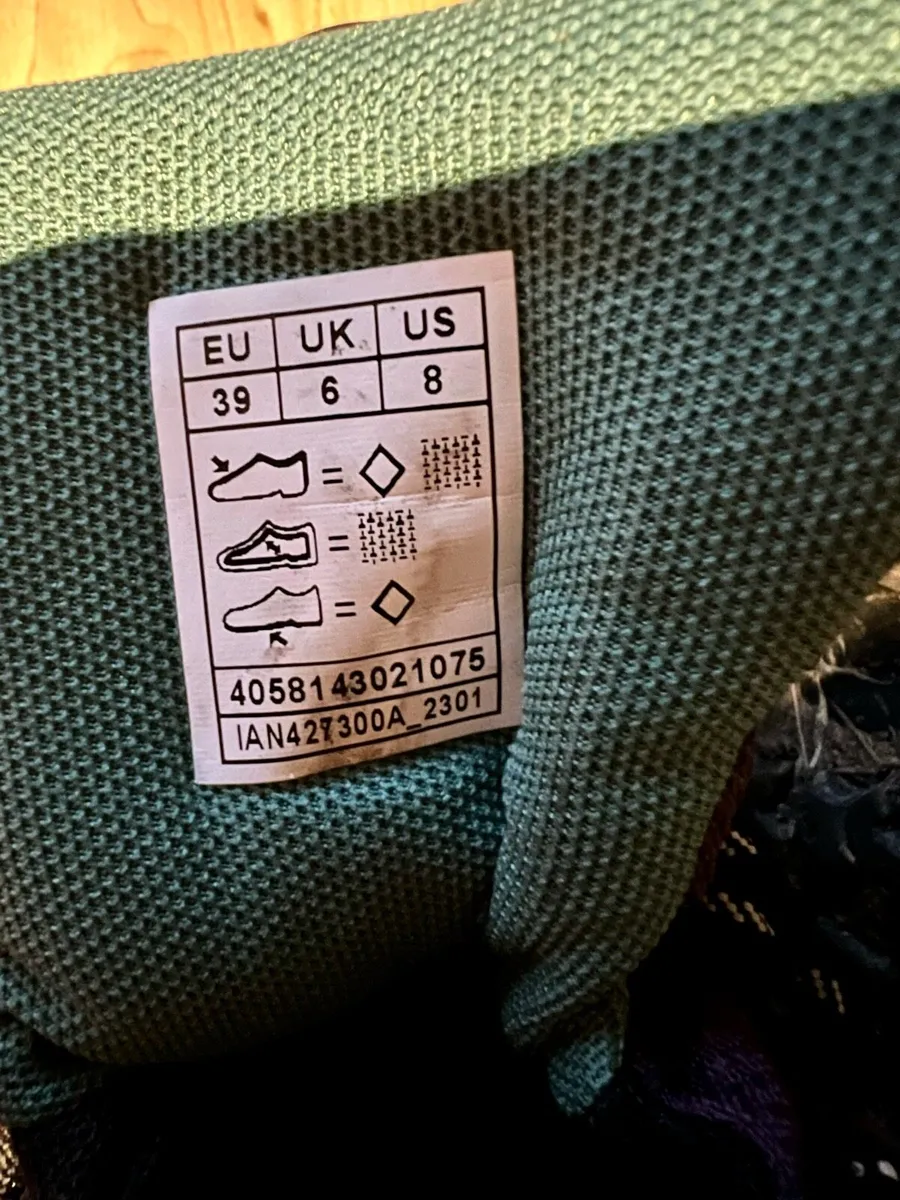 EU UK US
39 6 8
=
=
=
4058143021075
IAN427300A_2301